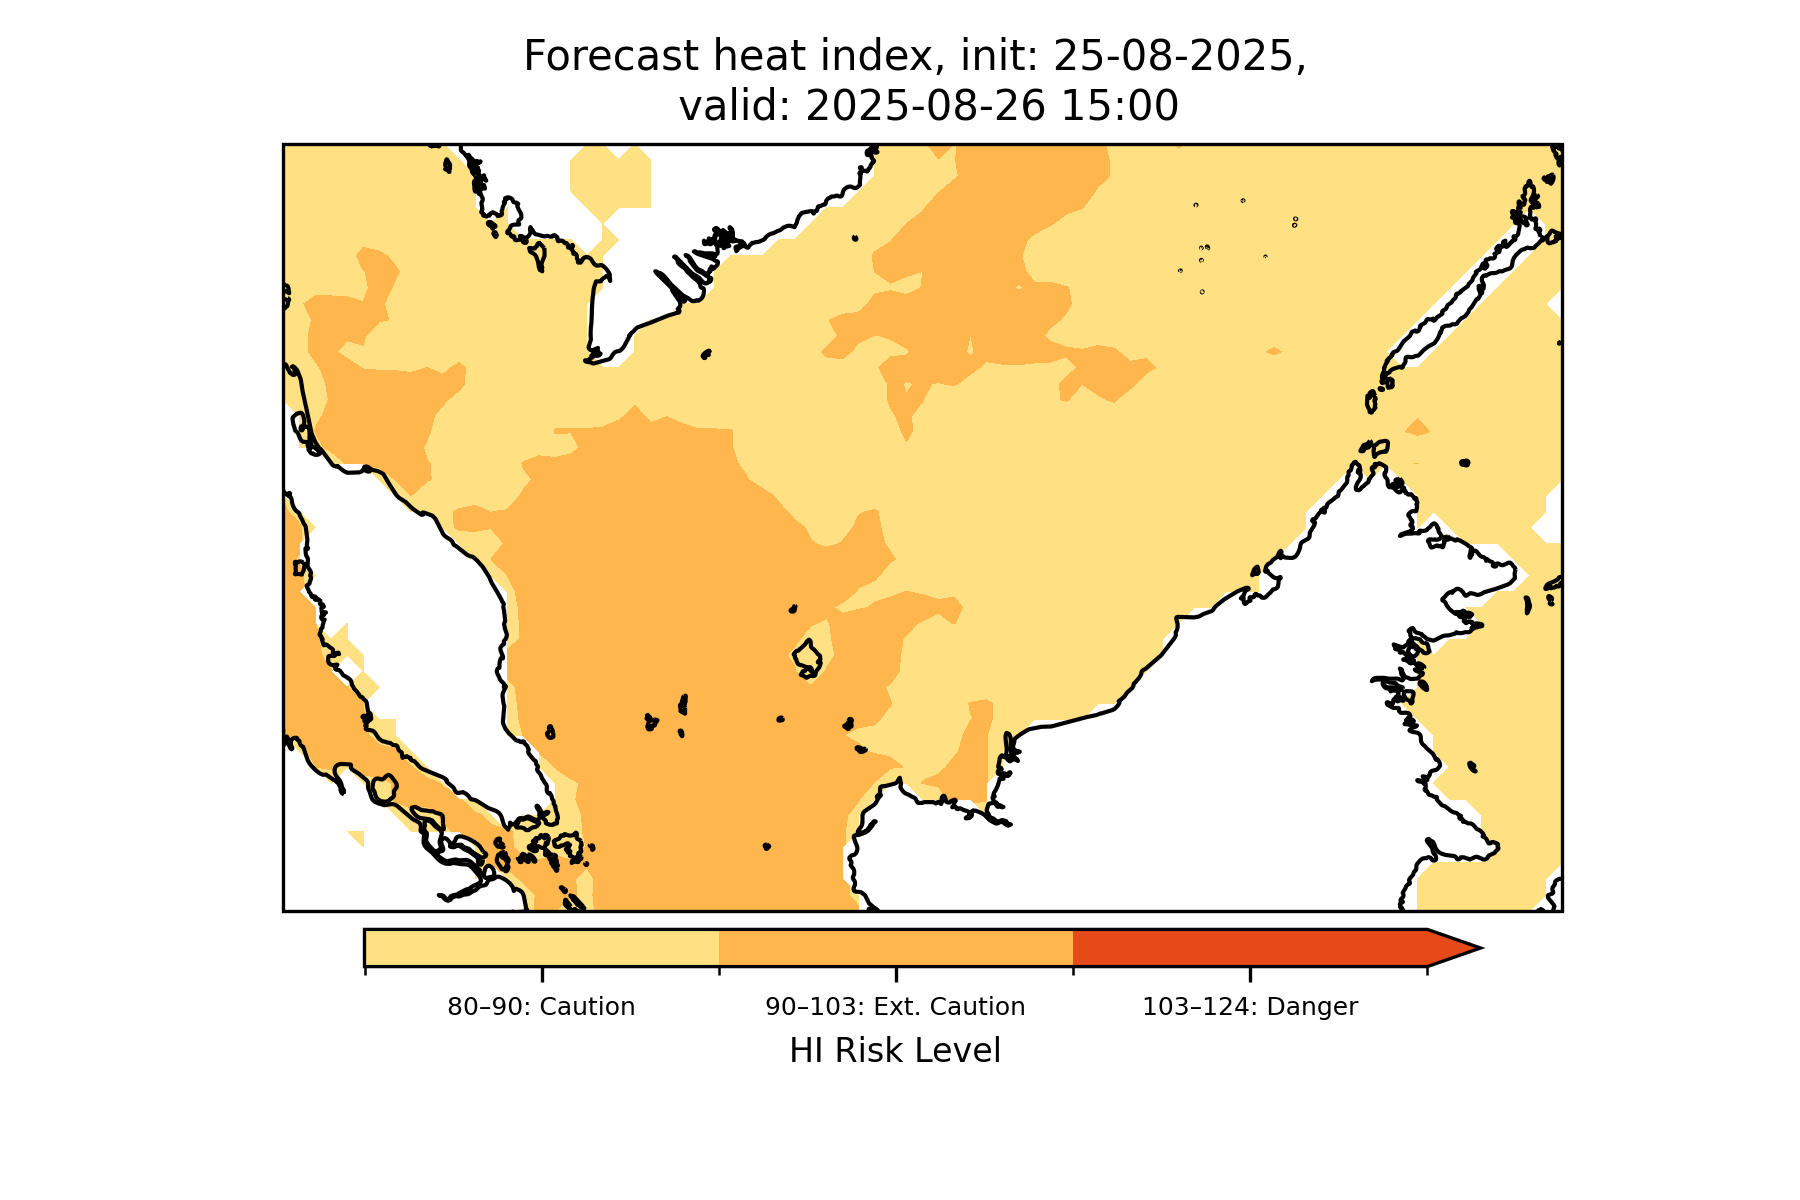 Forecast heat index, init: 25-08-2025,
valid: 2025-08-26 15:00
80–90: Caution
90–103: Ext. Caution
103–124: Danger
HI Risk Level